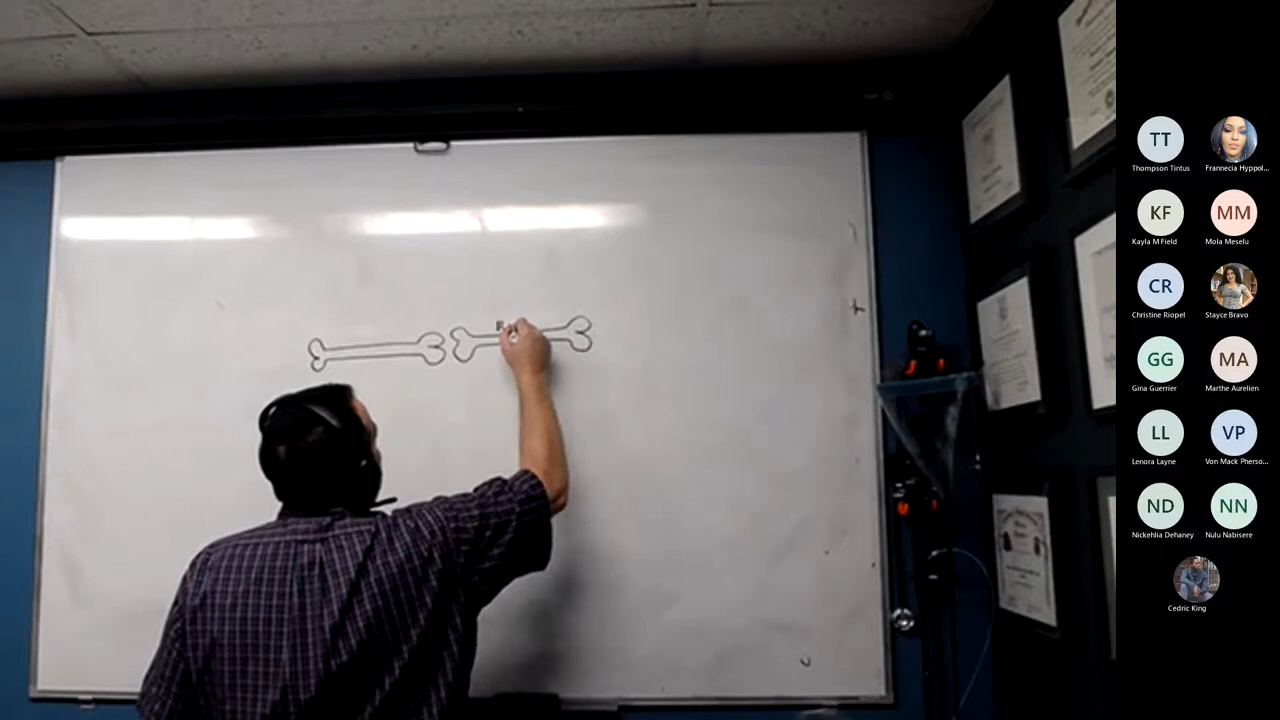 TT
Thompson Tintus
Frannecia Hyppol...
KF
Kayla M Field
MM
Mola Meselu
CR
Christine Riopel
Stayce Bravo
GG
Gina Guerrier
MA
Marthe Aurelien
LL
Lenora Layne
VP
Von Mack Pherso...
ND
Nickehlia Dehaney
NN
Nulu Nabisere
Cedric King